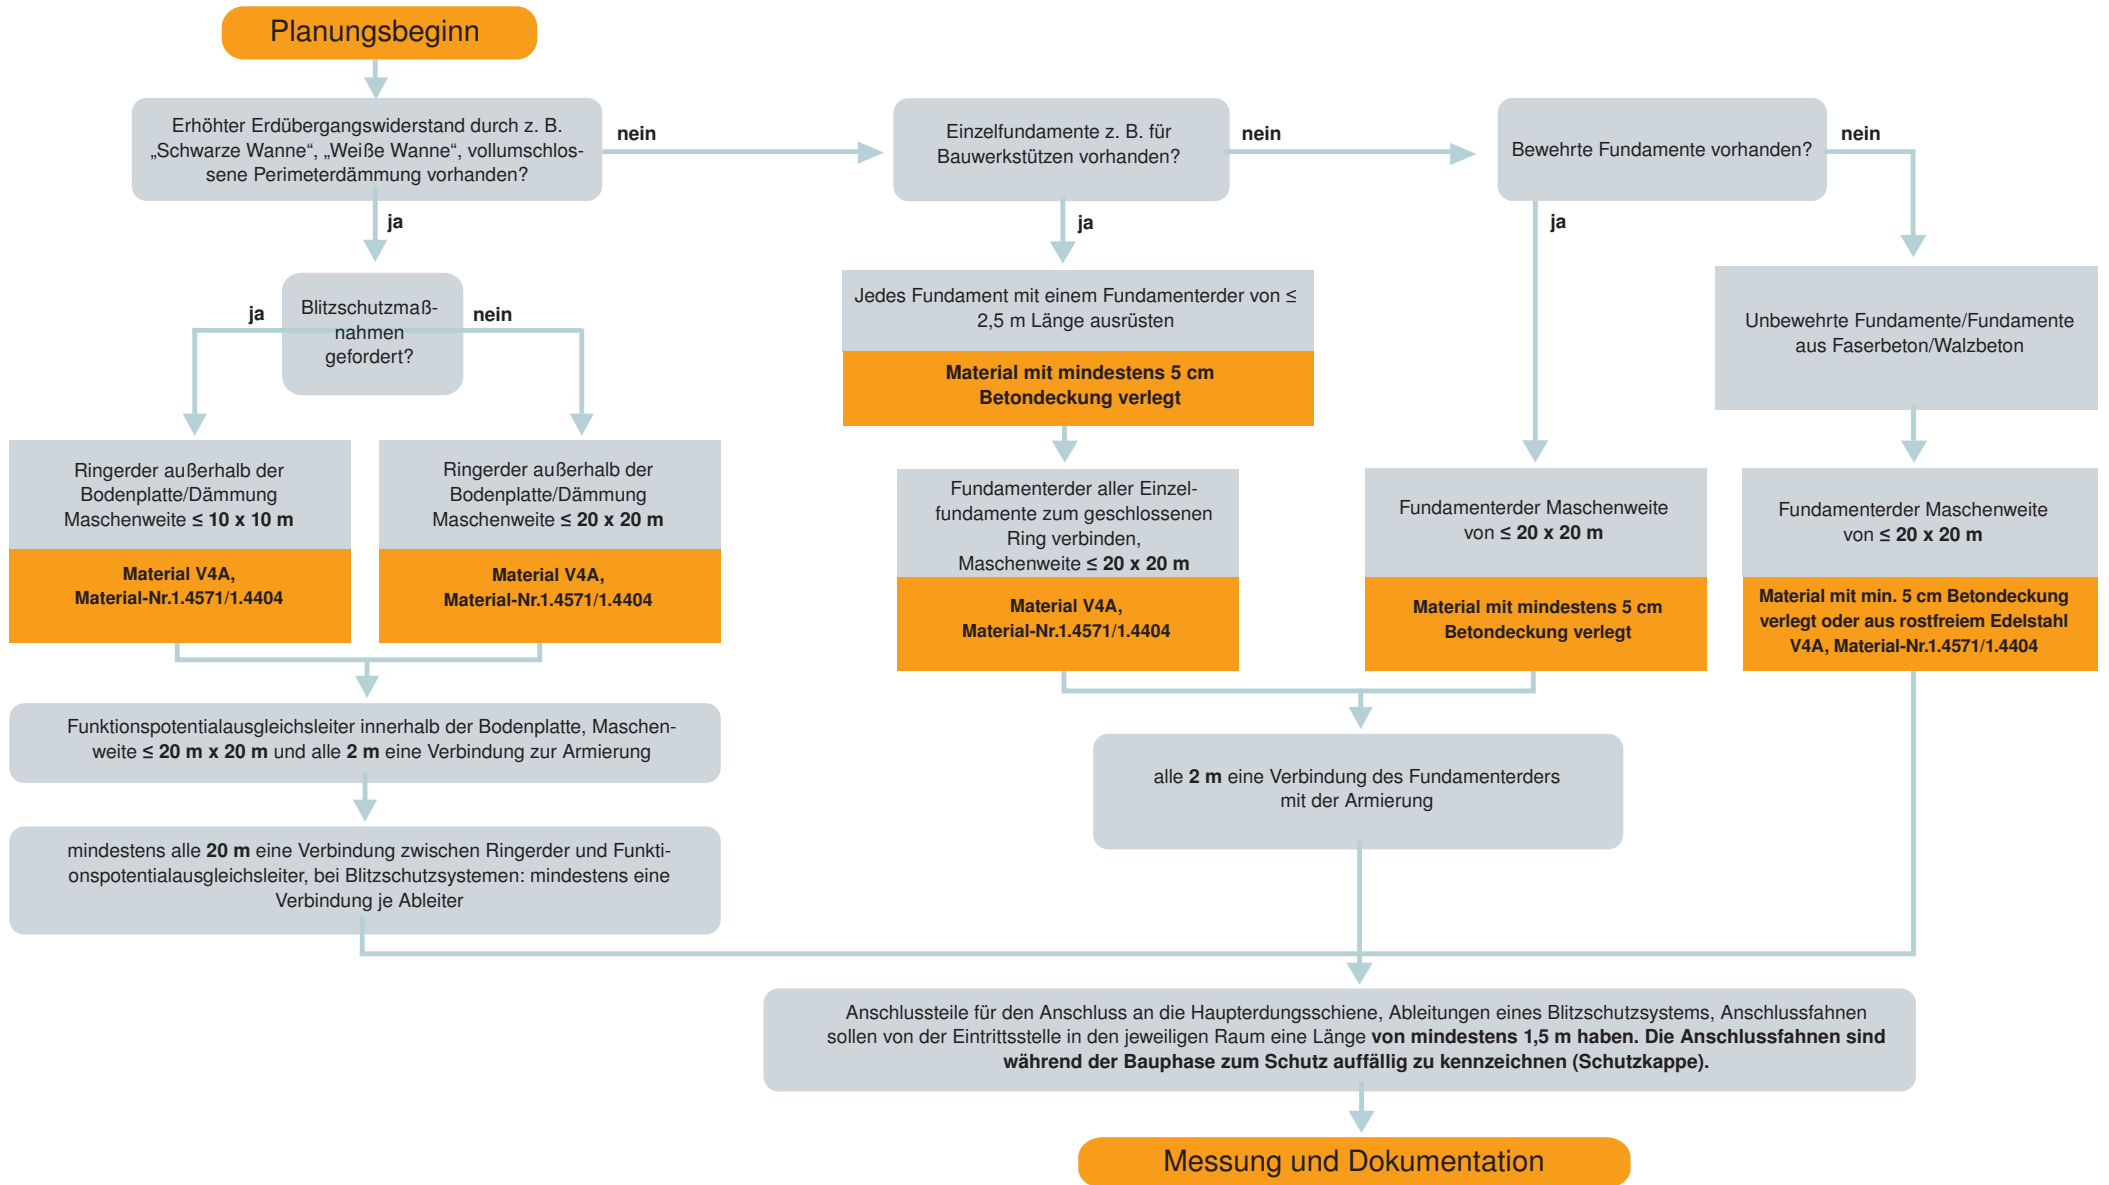 Planungsbeginn
Erhöhter Erdübergangswiderstand durch z. B.
„Schwarze Wanne“, „Weiße Wanne“, vollumschlos-
sene Perimeterdämmung vorhanden?
nein
Einzelfundamente z. B. für
Bauwerkstützen vorhanden?
nein
Bewehrte Fundamente vorhanden?
nein
ja
ja
ja
Blitzschutzmaß-
nahmen
gefordert?
ja
nein
Jedes Fundament mit einem Fundamenterder von ≤
2,5 m Länge ausrüsten
Material mit mindestens 5 cm
Betondeckung verlegt
Unbewehrte Fundamente/Fundamente
aus Faserbeton/Walzbeton
Ringerder außerhalb der
Bodenplatte/Dämmung
Maschenweite ≤ 10 x 10 m
Material V4A,
Material-Nr.1.4571/1.4404
Ringerder außerhalb der
Bodenplatte/Dämmung
Maschenweite ≤ 20 x 20 m
Material V4A,
Material-Nr.1.4571/1.4404
Fundamenterder aller Einzel-
fundamente zum geschlossenen
Ring verbinden,
Maschenweite ≤ 20 x 20 m
Material V4A,
Material-Nr.1.4571/1.4404
Fundamenterder Maschenweite
von ≤ 20 x 20 m
Material mit mindestens 5 cm
Betondeckung verlegt
Fundamenterder Maschenweite
von ≤ 20 x 20 m
Material mit min. 5 cm Betondeckung
verlegt oder aus rostfreiem Edelstahl
V4A, Material-Nr.1.4571/1.4404
Funktionspotentialausgleichsleiter innerhalb der Bodenplatte, Maschen-
weite ≤ 20 m x 20 m und alle 2 m eine Verbindung zur Armierung
alle 2 m eine Verbindung des Fundamenterders
mit der Armierung
mindestens alle 20 m eine Verbindung zwischen Ringerder und Funkti-
onspotentialausgleichsleiter, bei Blitzschutzsystemen: mindestens eine
Verbindung je Ableiter
Anschlussteile für den Anschluss an die Haupterdungsschiene, Ableitungen eines Blitzschutzsystems, Anschlussfahnen
sollen von der Eintrittsstelle in den jeweiligen Raum eine Länge von mindestens 1,5 m haben. Die Anschlussfahnen sind
während der Bauphase zum Schutz auffällig zu kennzeichnen (Schutzkappe).
Messung und Dokumentation